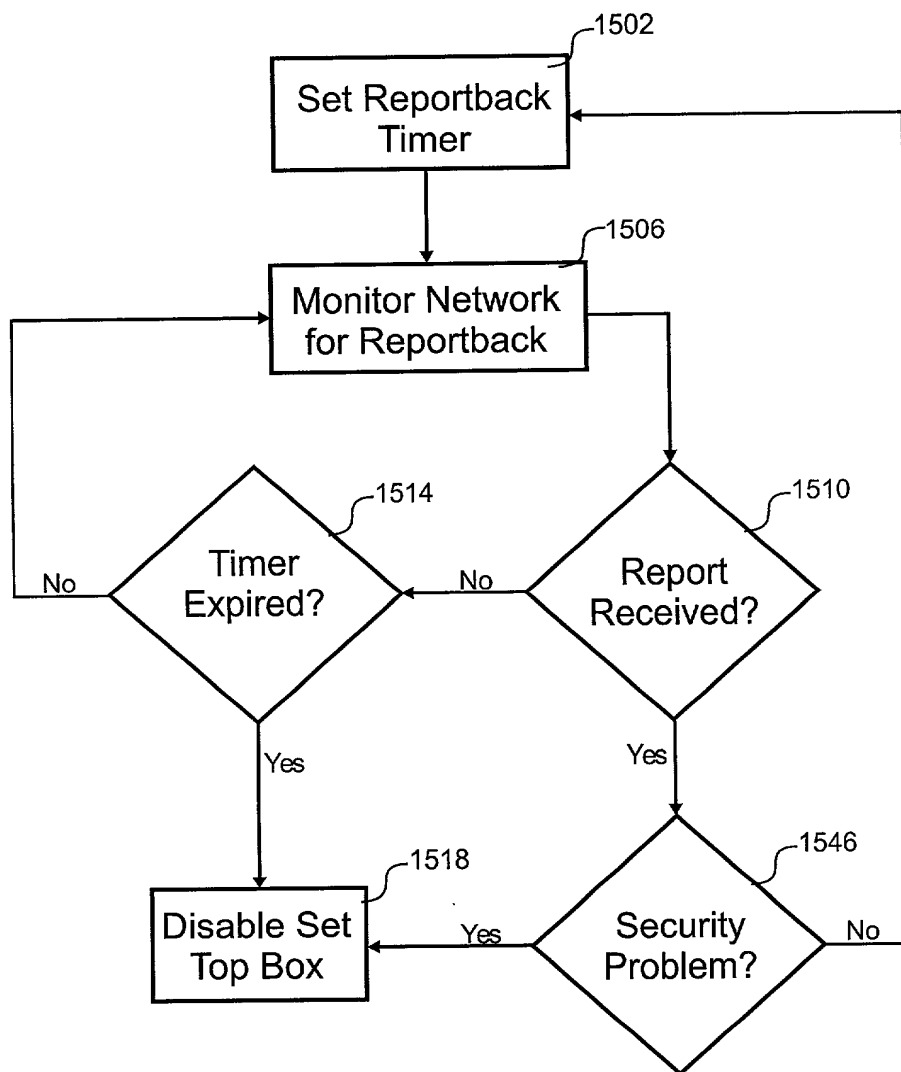 1502
Set Reportback
Timer
1506
Monitor Network
for Reportback
1514
Timer
Expired?
No
No
1510
Report
Received?
Yes
Yes
1518
Disable Set
Top Box
Yes
1546
Security
Problem?
No